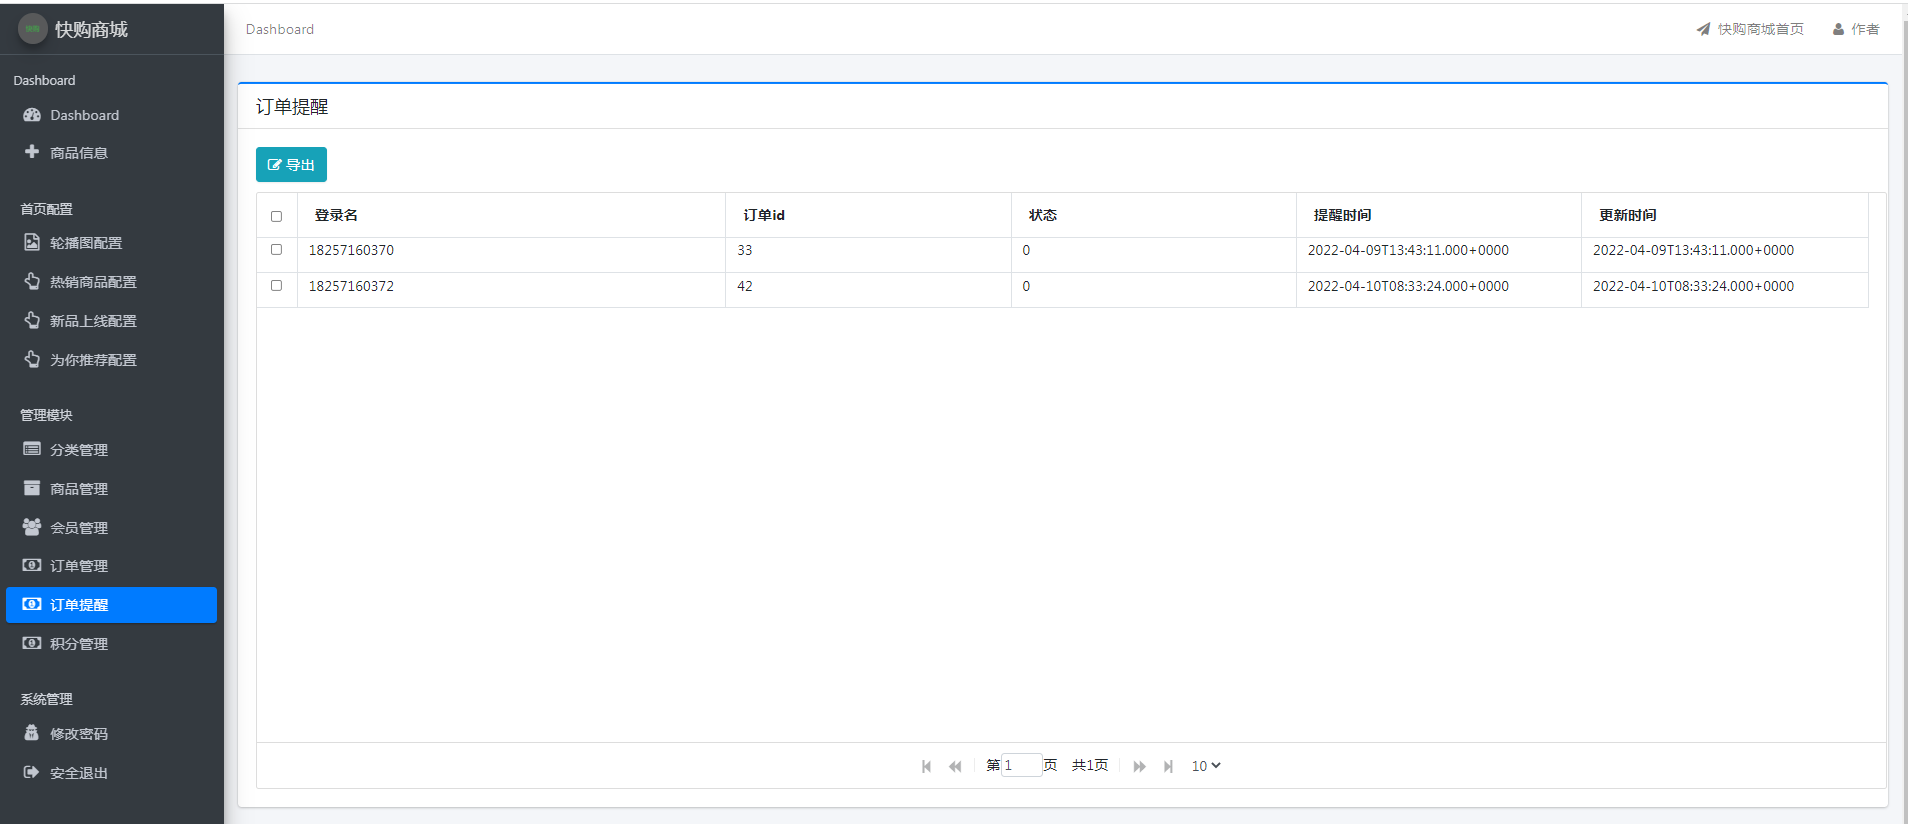 快购商城
Dashboard
快购商城首页
作者
Dashboard
Dashboard
商品信息
首页配置
轮播图配置
热销商品配置
新品上线配置
为你推荐配置
管理模块
分类管理
商品管理
会员管理
订单管理
订单提醒
积分管理
系统管理
修改密码
安全退出
订单提醒
导出
登录名 订单id 状态 提醒时间 更新时间
18257160370 33 0 2022-04-09T13:43:11.000+0000 2022-04-09T13:43:11.000+0000
18257160372 42 0 2022-04-10T08:33:24.000+0000 2022-04-10T08:33:24.000+0000
第 1 页 共1页 10